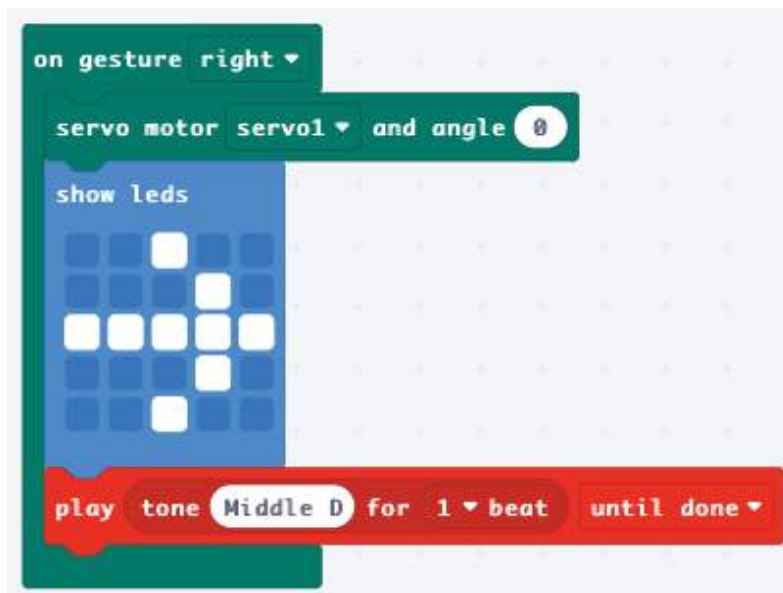 on gesture right
servo motor servo1 and angle 0
show leds
play tone Middle D for 1 beat until done